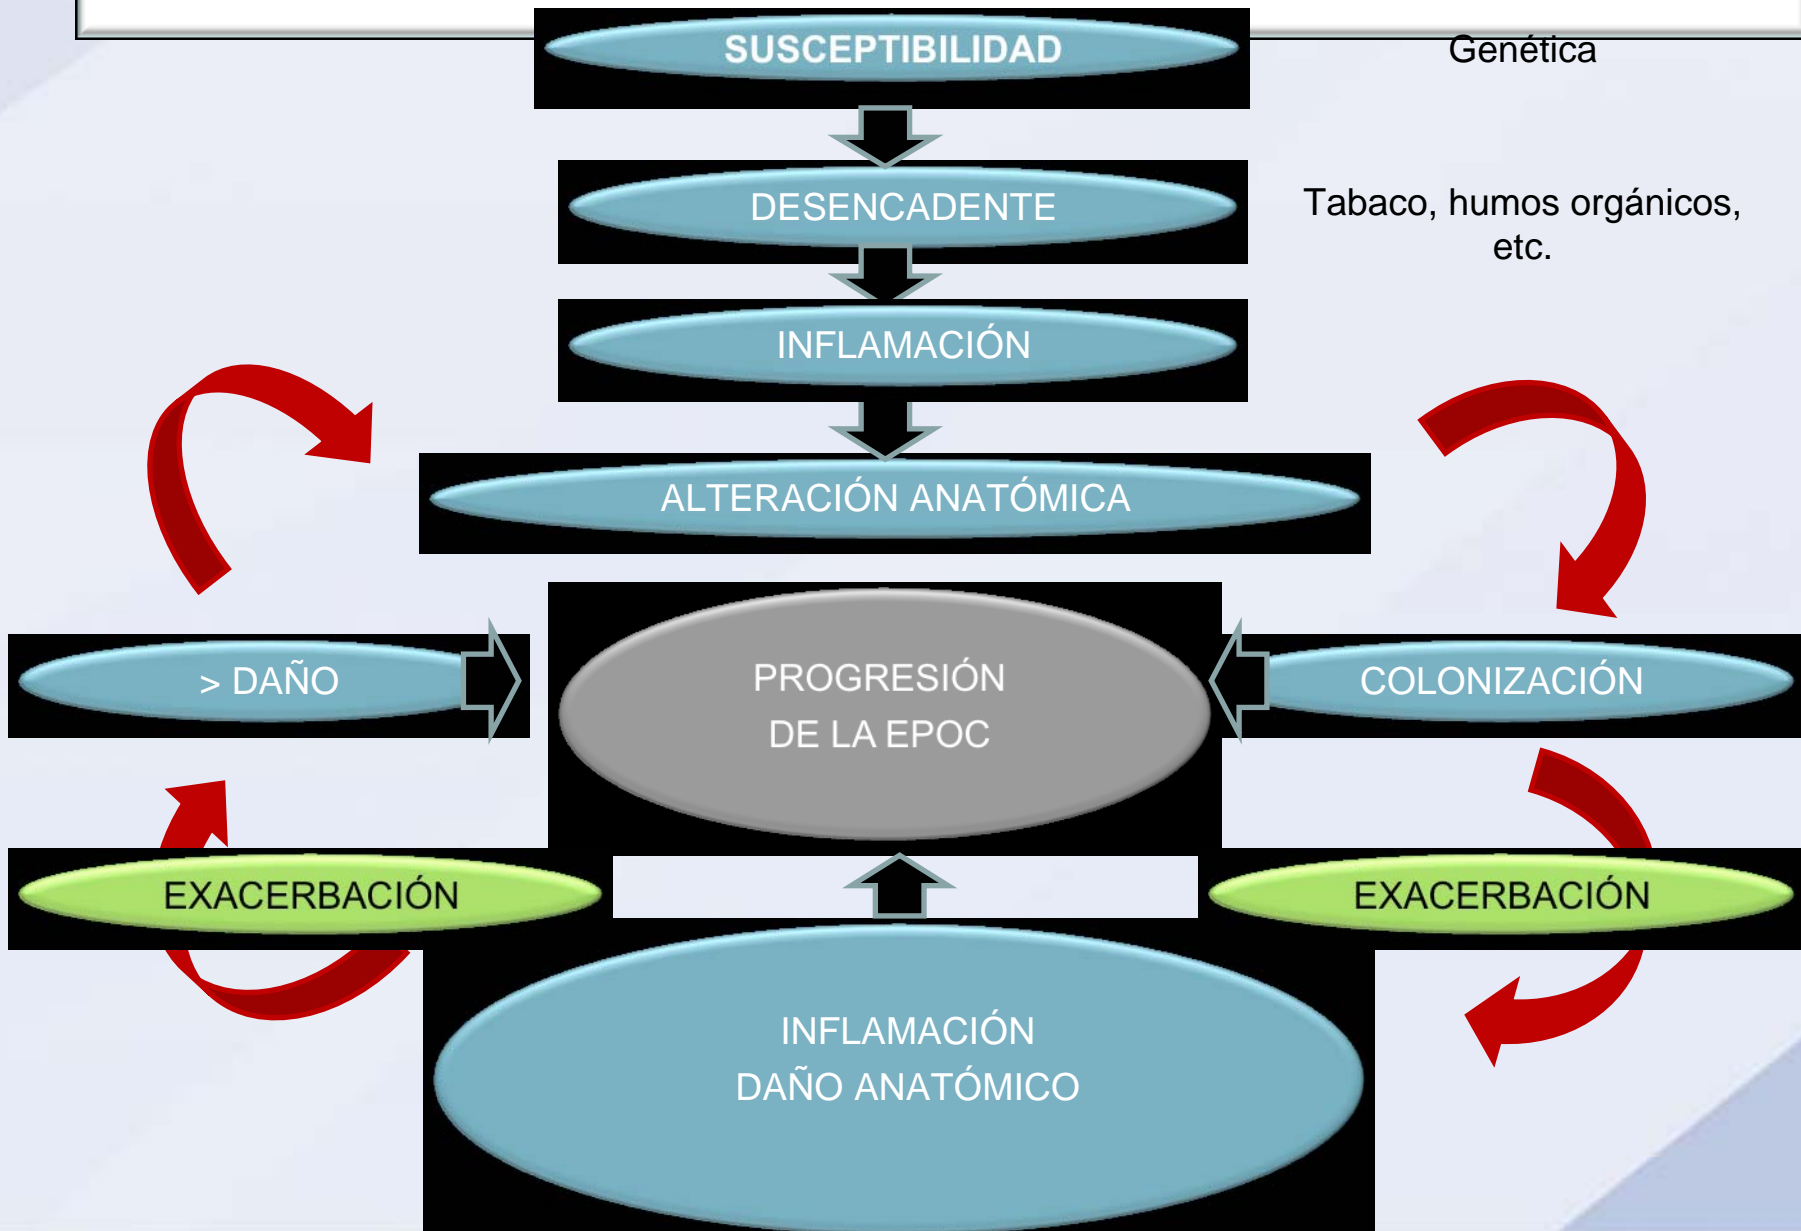 SUSCEPTIBILIDAD
Genética
DESENCADENTE
Tabaco, humos orgánicos,
etc.
INFLAMACIÓN
ALTERACIÓN ANATÓMICA
> DAÑO
PROGRESIÓN
DE LA EPOC
COLONIZACIÓN
EXACERBACIÓN
EXACERBACIÓN
INFLAMACIÓN
DAÑO ANATÓMICO